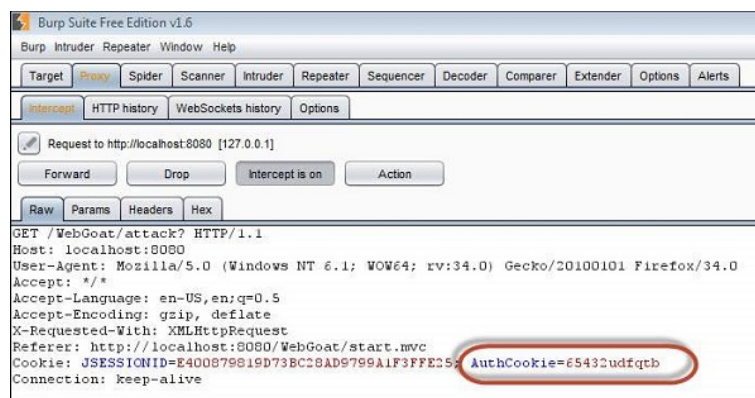 Burp Suite Free Edition v1.6
Burp Intruder Repeater Window Help
Target Proxy Spider Scanner Intruder Repeater Sequencer Decoder Comparer Extender Options Alerts
Intercept HTTP history WebSockets history Options
Request to http://localhost:8080 [127.0.0.1]
Forward Drop Intercept is on Action
Raw Params Headers Hex
GET /WebGoat/attack? HTTP/1.1
Host: localhost:8080
User-Agent: Mozilla/5.0 (Windows NT 6.1; WOW64; rv:34.0) Gecko/20100101 Firefox/34.0
Accept: */*
Accept-Language: en-US,en;q=0.5
Accept-Encoding: gzip, deflate
X-Requested-With: XMLHttpRequest
Referer: http://localhost:8080/WebGoat/start.mvc
Cookie: JSESSIONID=E400879819D73BC28AD9799A1F3FFE25; AuthCookie=65432udfqtb
Connection: keep-alive